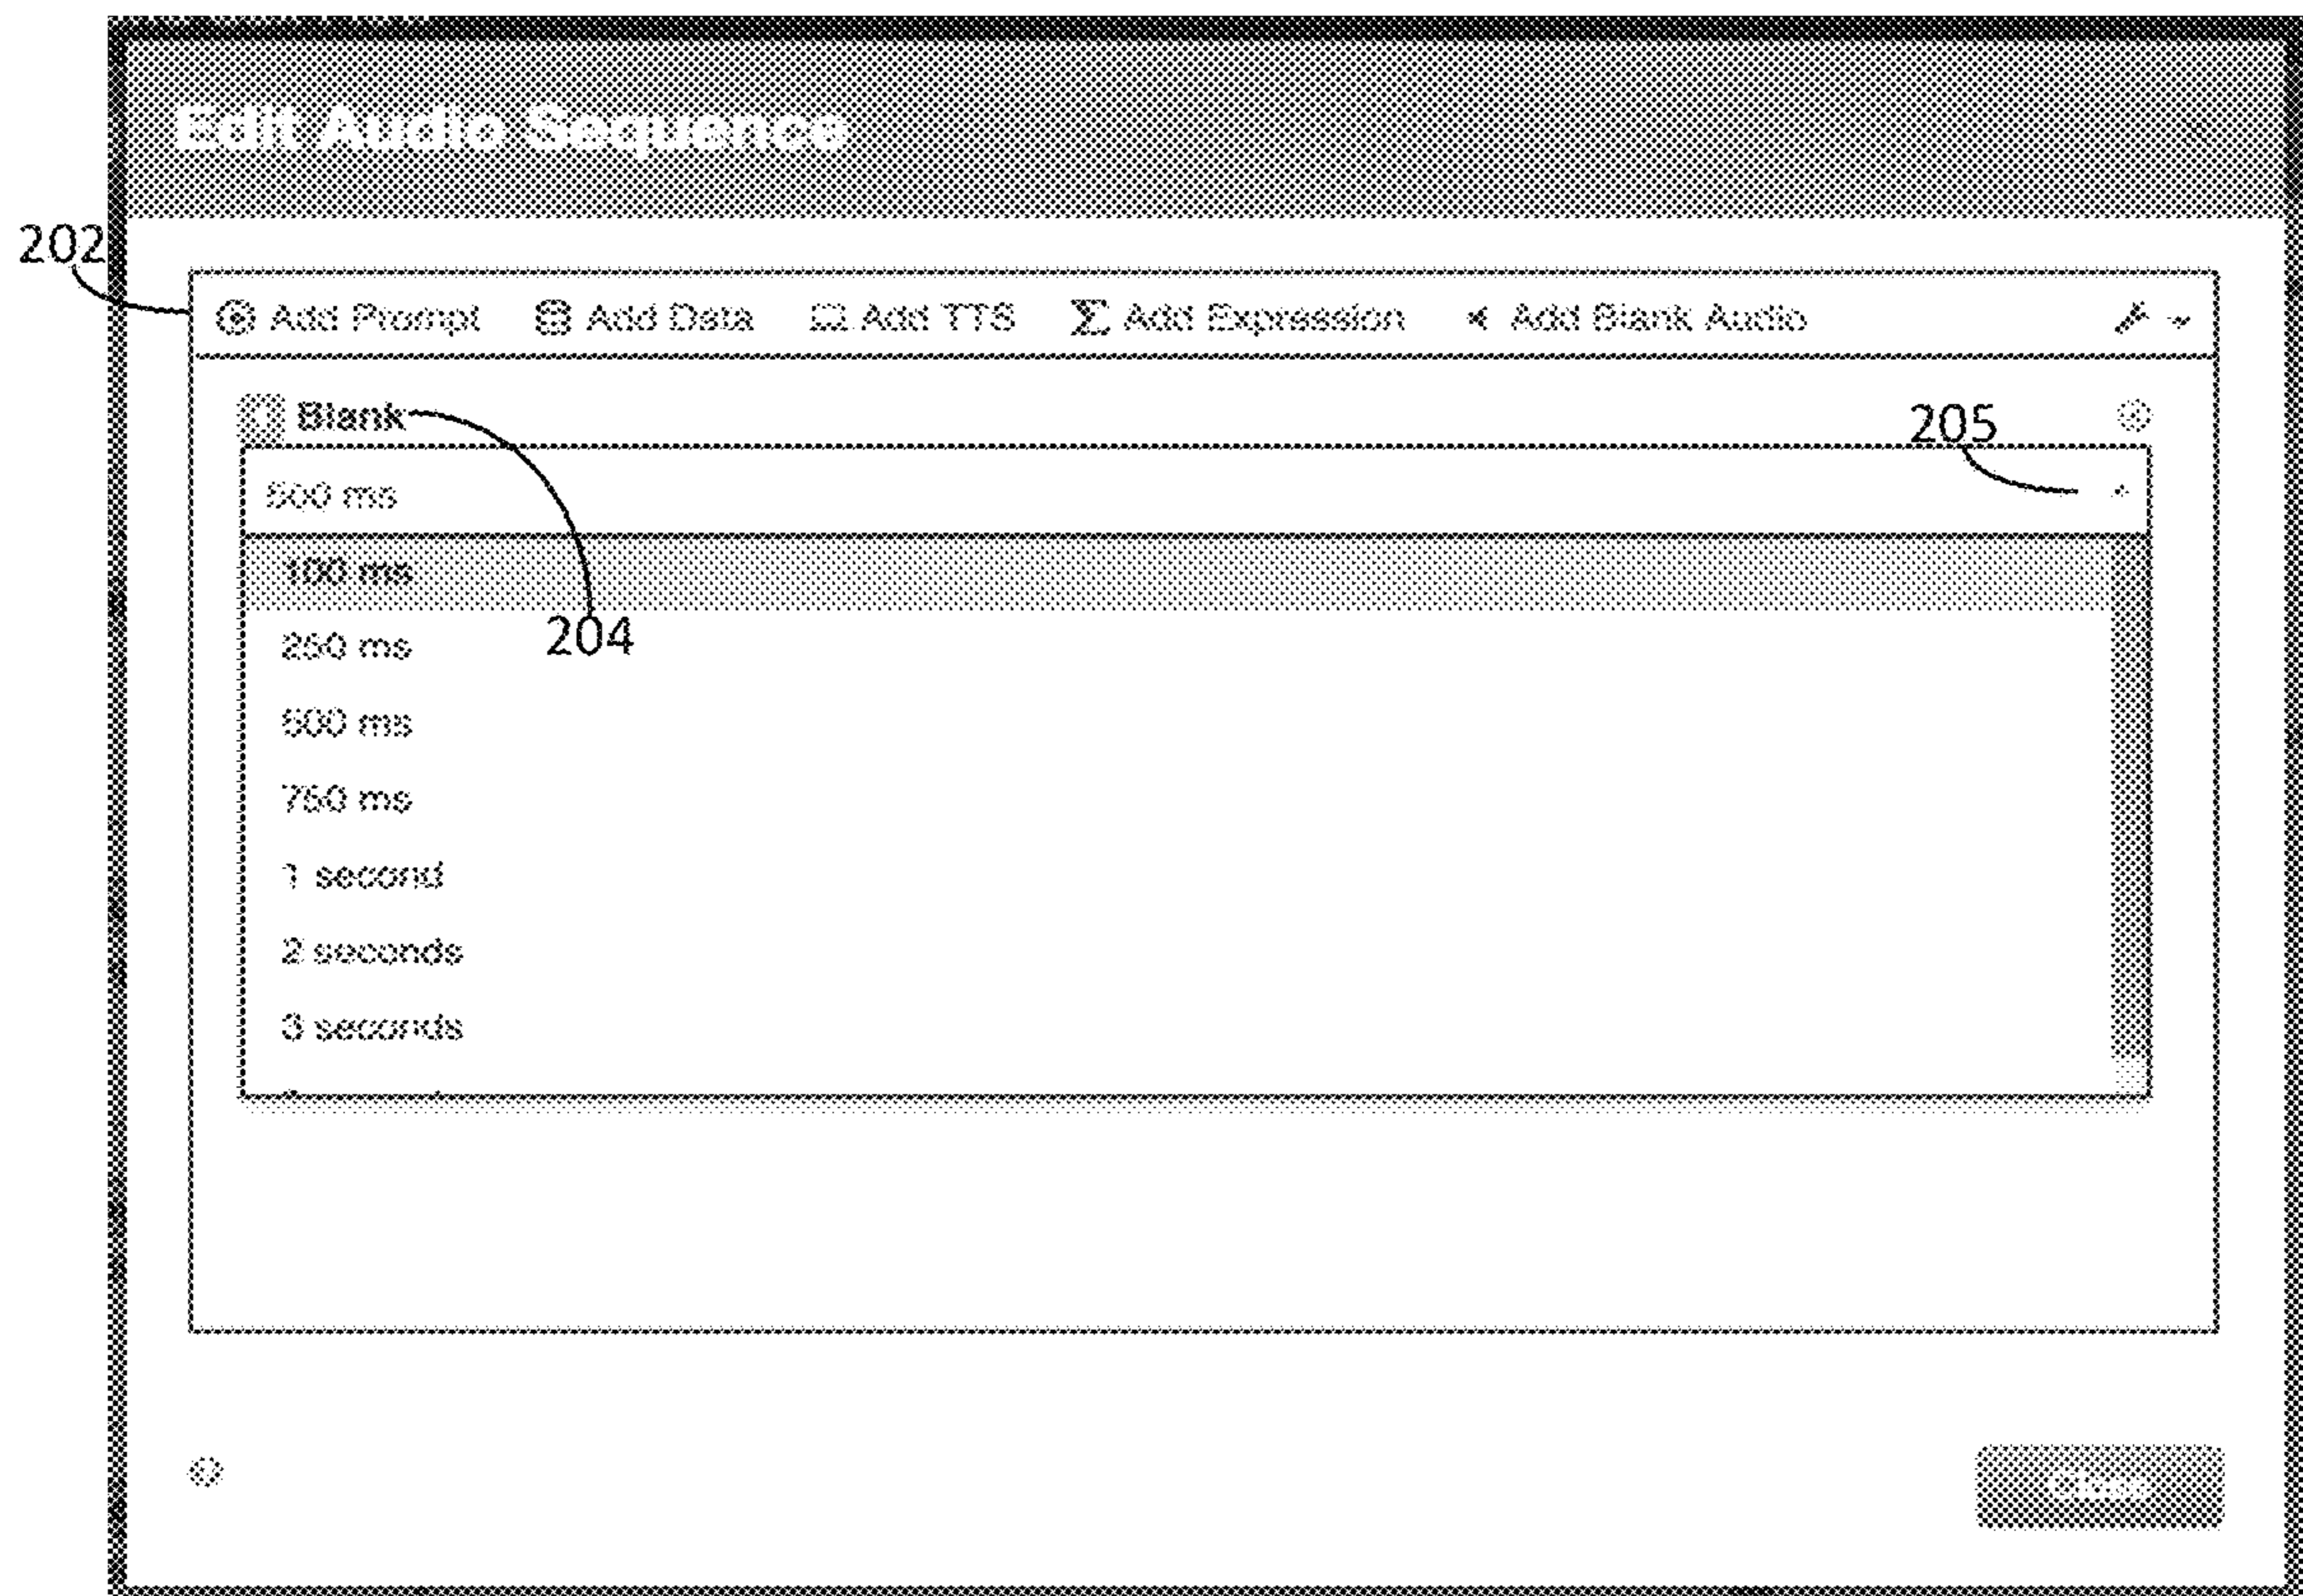 Edit Audio Sequence
202
Add Prompt Add Data Add TTS Add Expression Add Blank Audio
Blank
205
500 ms
100 ms
250 ms
204
500 ms
750 ms
1 second
2 seconds
3 seconds
Close